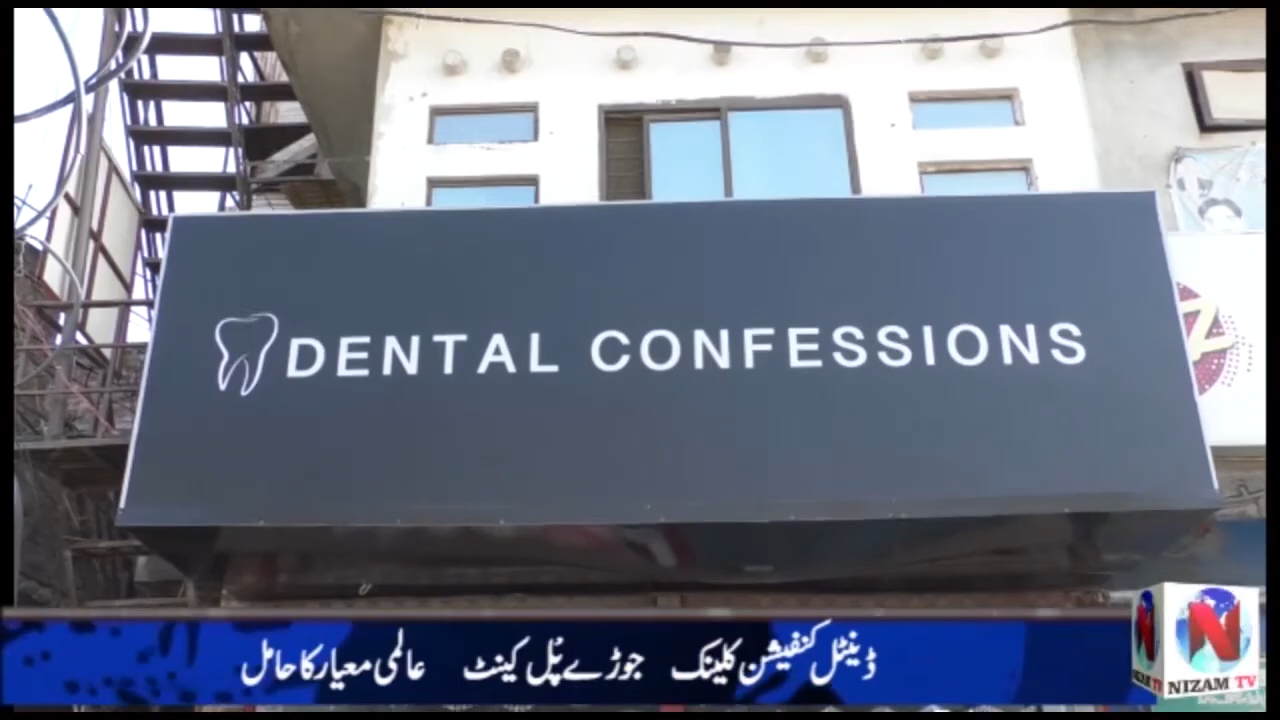 DENTAL CONFESSIONS
ڈینٹل کنفیشن کلینک جوڑے پُل کینٹ عالمی معیار کا حامل
N
NIZAM TV